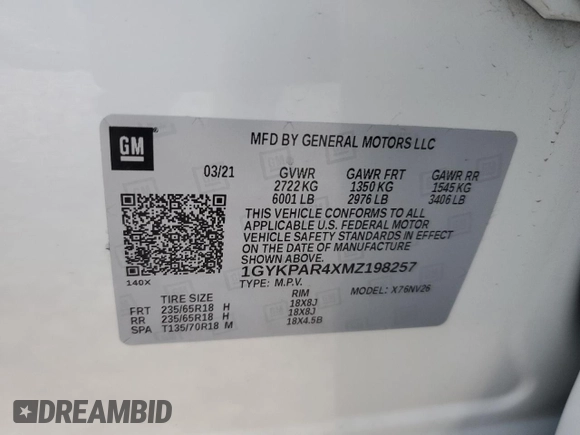 GM
MFD BY GENERAL MOTORS LLC
03/21 GVWR GAWR FRT GAWR RR
2722 KG 1350 KG 1545 KG
6001 LB 2976 LB 3406 LB
THIS VEHICLE CONFORMS TO ALL
APPLICABLE U.S. FEDERAL MOTOR
VEHICLE SAFETY STANDARDS IN EFFECT
ON THE DATE OF MANUFACTURE
SHOWN ABOVE.
1GYKPAR4XMZ198257
140X
TYPE: M.P.V. MODEL: X76NV26
TIRE SIZE RIM
FRT 235/65R18 H 18X8J
RR 235/65R18 H 18X8J
SPA T135/70R18 M 18X4.5B
DREAMBID